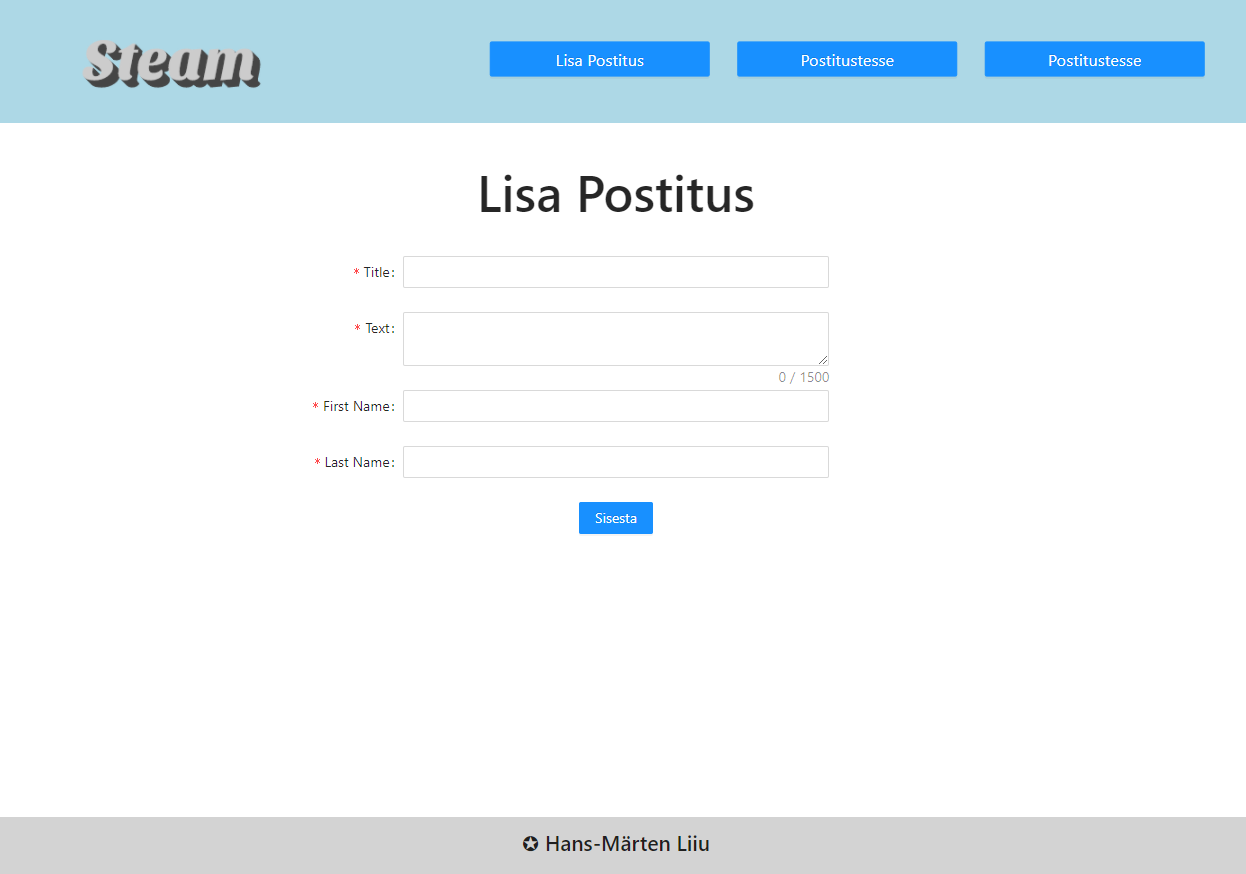 Steam
Lisa Postitus
Postitustesse
Postitustesse
Lisa Postitus
* Title:
* Text:
0 / 1500
* First Name:
* Last Name:
Sisesta
✪ Hans-Märten Liiu